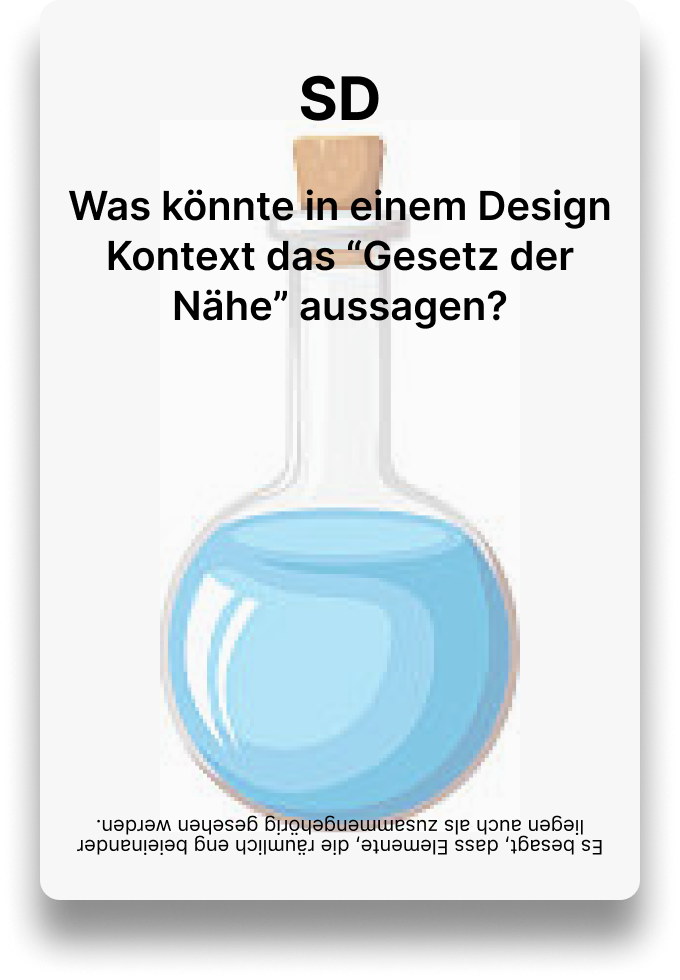 SD
Was könnte in einem Design
Kontext das “Gesetz der
Nähe” aussagen?
Es besagt, dass Elemente, die räumlich eng beieinander
liegen auch als zusammengehörig gesehen werden.